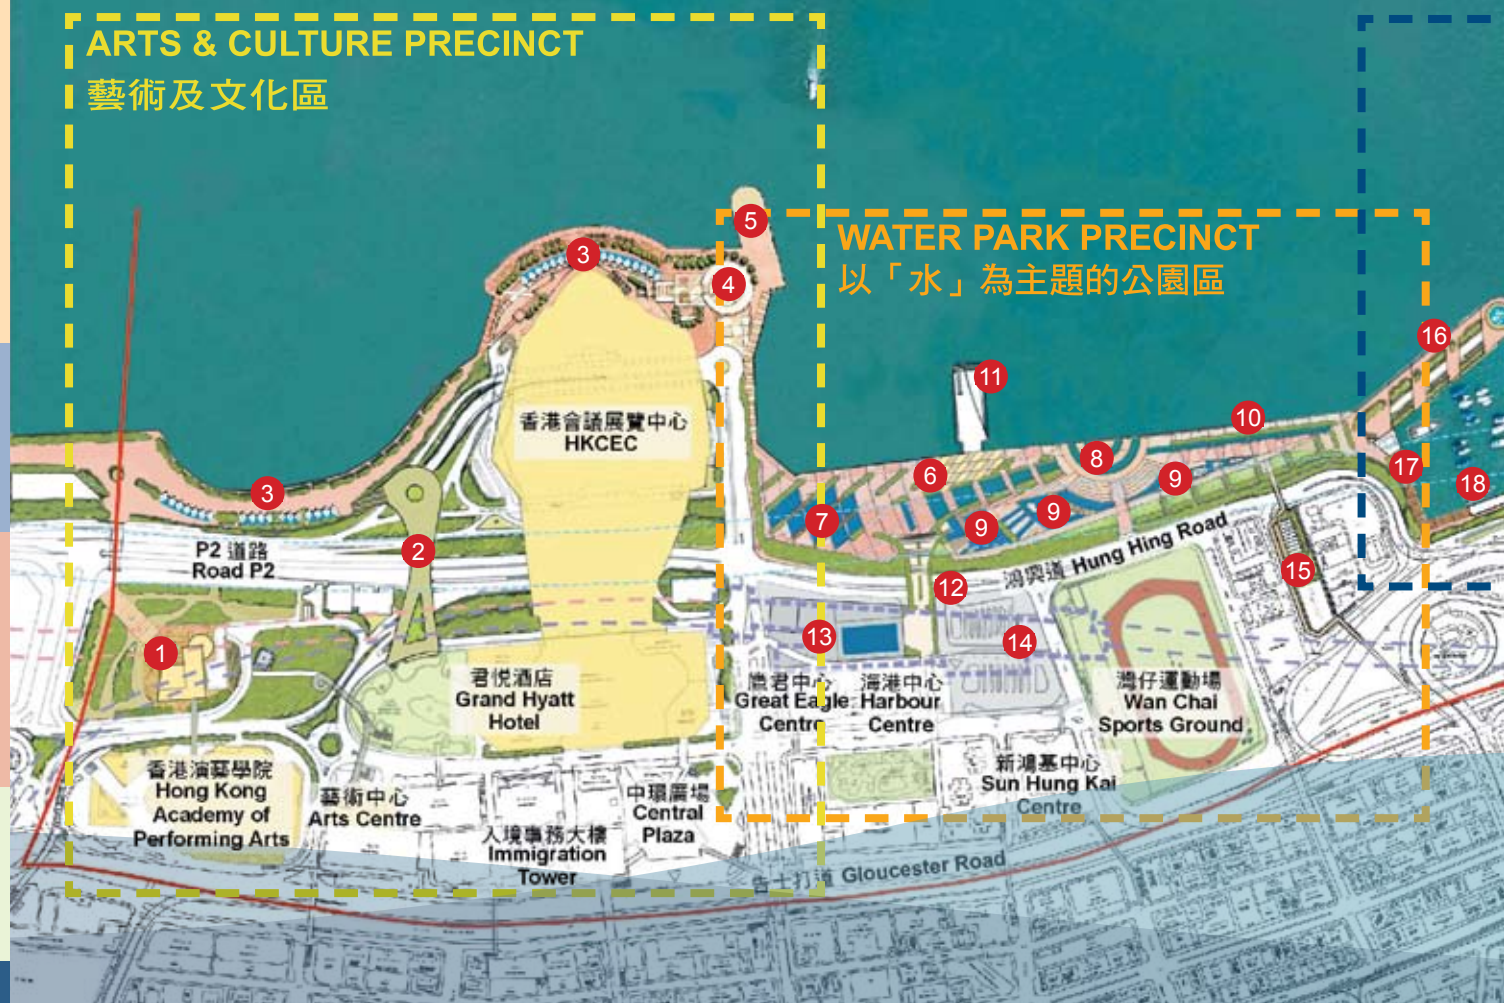 ARTS & CULTURE PRECINCT
藝術及文化區
WATER PARK PRECINCT
以「水」為主題的公園區
5
3
4
16
11
10
香港會議展覽中心
HKCEC
8
6
9
17
3
18
7
9
9
P2 道路
Road P2
2
鴻興道 Hung Hing Road
15
12
1
13
14
君悅酒店
Grand Hyatt
Hotel
鷹君中心
Great Eagle
Centre
海港中心
Harbour
Centre
灣仔運動場
Wan Chai
Sports Ground
香港演藝學院
Hong Kong
Academy of
Performing Arts
藝術中心
Arts Centre
入境事務大樓
Immigration
Tower
中環廣場
Central
Plaza
新鴻基中心
Sun Hung Kai
Centre
告士打道 Gloucester Road